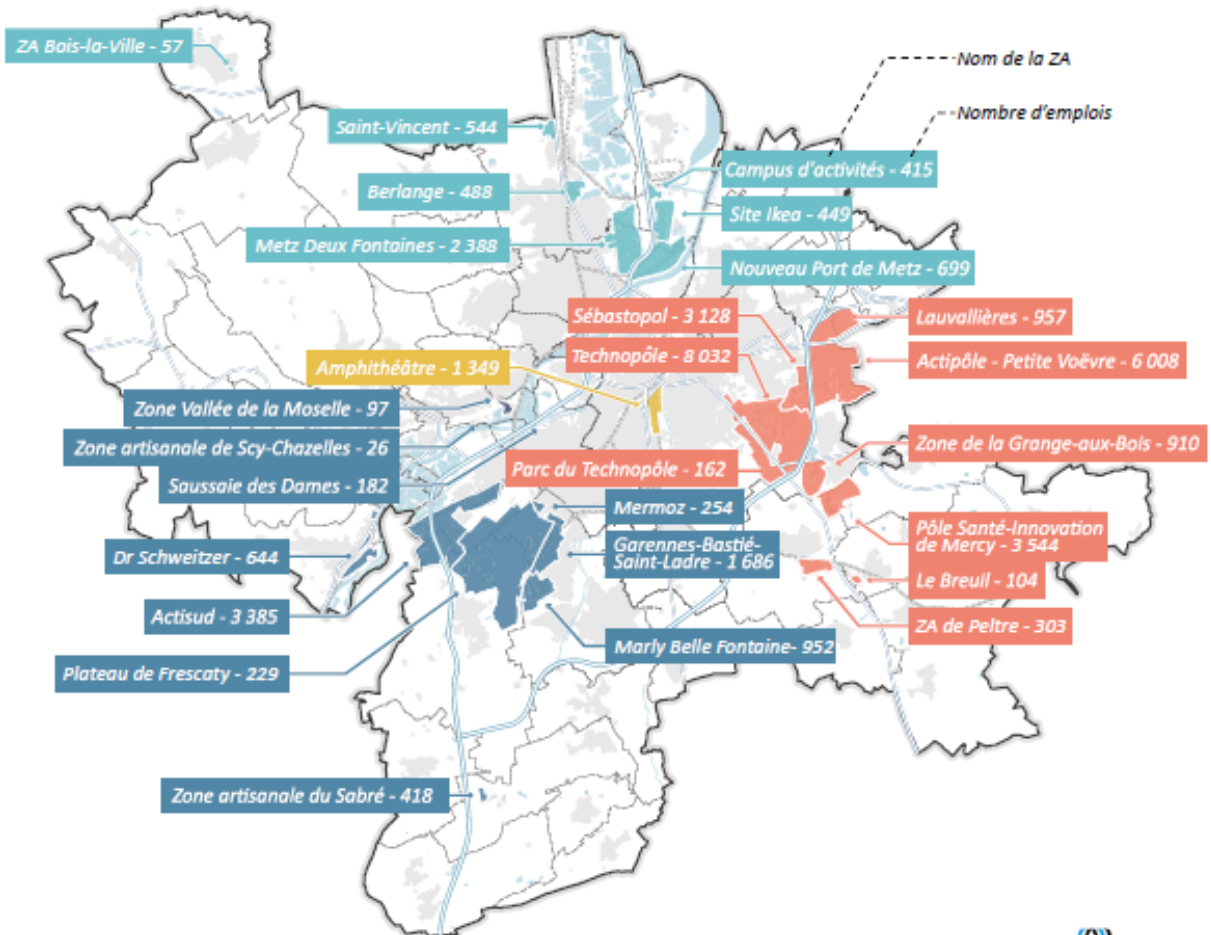 ZA Bois-la-Ville - 57
Nom de la ZA
Nombre d'emplois
Saint-Vincent - 544
Campus d'activités - 415
Berlange - 488
Site Ikea - 449
Metz Deux Fontaines - 2 388
Nouveau Port de Metz - 699
Sébastopol - 3 128
Lauvallières - 957
Technopôle - 8 032
Actipôle - Petite Voëvre - 6 008
Amphithéâtre - 1 349
Zone Vallée de la Moselle - 97
Zone artisanale de Scy-Chazelles - 26
Zone de la Grange-aux-Bois - 910
Parc du Technopôle - 162
Saussaie des Dames - 182
Mermoz - 254
Pôle Santé-Innovation
de Mercy - 3 544
Dr Schweitzer - 644
Garennes-Bastié-
Saint-Ladre - 1 686
Le Breuil - 104
Actisud - 3 385
ZA de Peltre - 303
Marly Belle Fontaine- 952
Plateau de Frescaty - 229
Zone artisanale du Sabré - 418